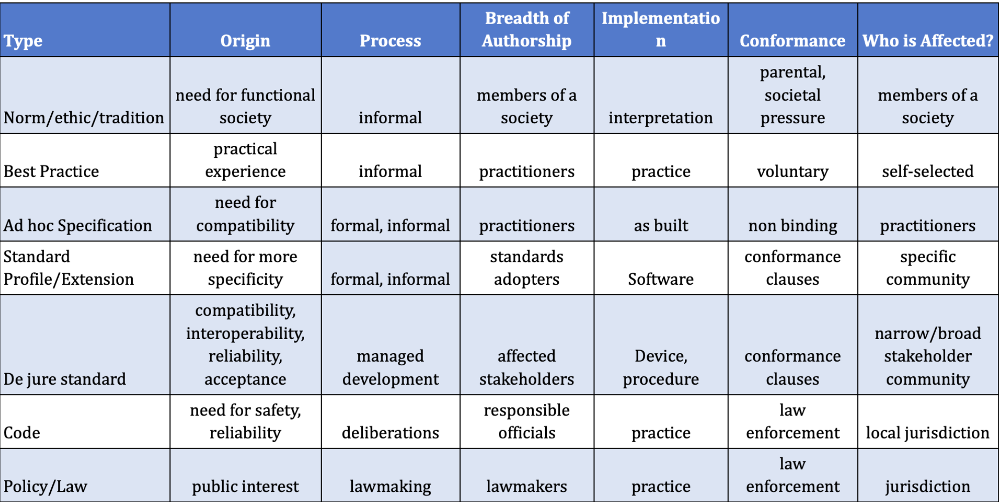 Type Origin Process Breadth of Authorship Implementatio n Conformance Who is Affected?
Norm/ethic/tradition need for functional society informal members of a society interpretation parental, societal pressure members of a society
Best Practice practical experience informal practitioners practice voluntary self-selected
Ad hoc Specification need for compatibility formal, informal practitioners as built non binding practitioners
Standard Profile/Extension need for more specificity formal, informal standards adopters Software conformance clauses specific community
De jure standard compatibility, interoperability, reliability, acceptance managed development affected stakeholders Device, procedure conformance clauses narrow/broad stakeholder community
Code need for safety, reliability deliberations responsible officials practice law enforcement local jurisdiction
Policy/Law public interest lawmaking lawmakers practice law enforcement jurisdiction